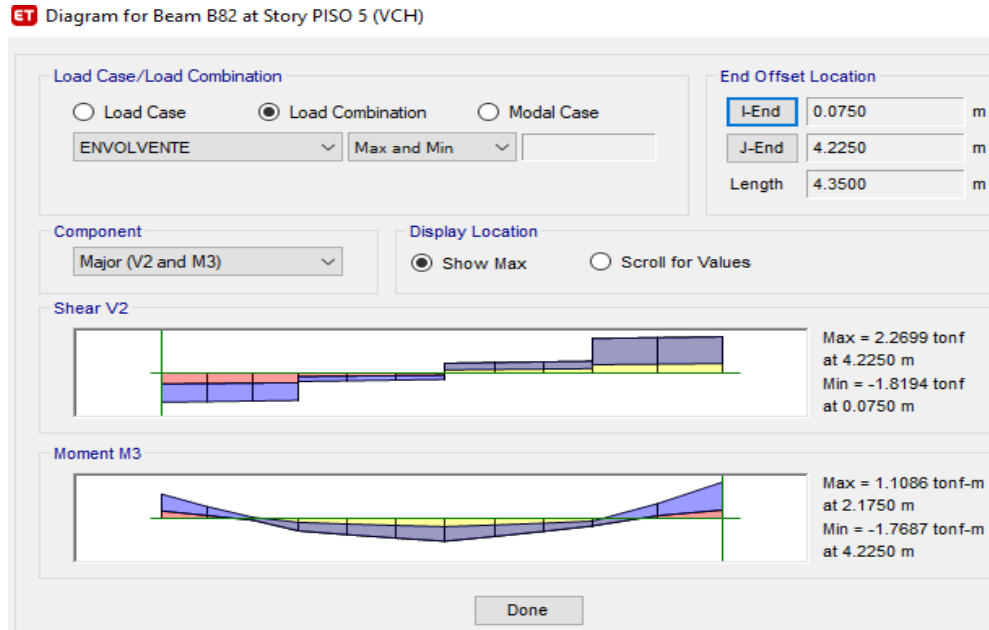 ET Diagram for Beam B82 at Story PISO 5 (VCH)
Load Case/Load Combination
Load Case Load Combination Modal Case
ENVOLVENTE Max and Min
End Offset Location
I-End 0.0750 m
J-End 4.2250 m
Length 4.3500 m
Component
Major (V2 and M3)
Display Location
Show Max Scroll for Values
Shear V2
Max = 2.2699 tonf
at 4.2250 m
Min = -1.8194 tonf
at 0.0750 m
Moment M3
Max = 1.1086 tonf-m
at 2.1750 m
Min = -1.7687 tonf-m
at 4.2250 m
Done